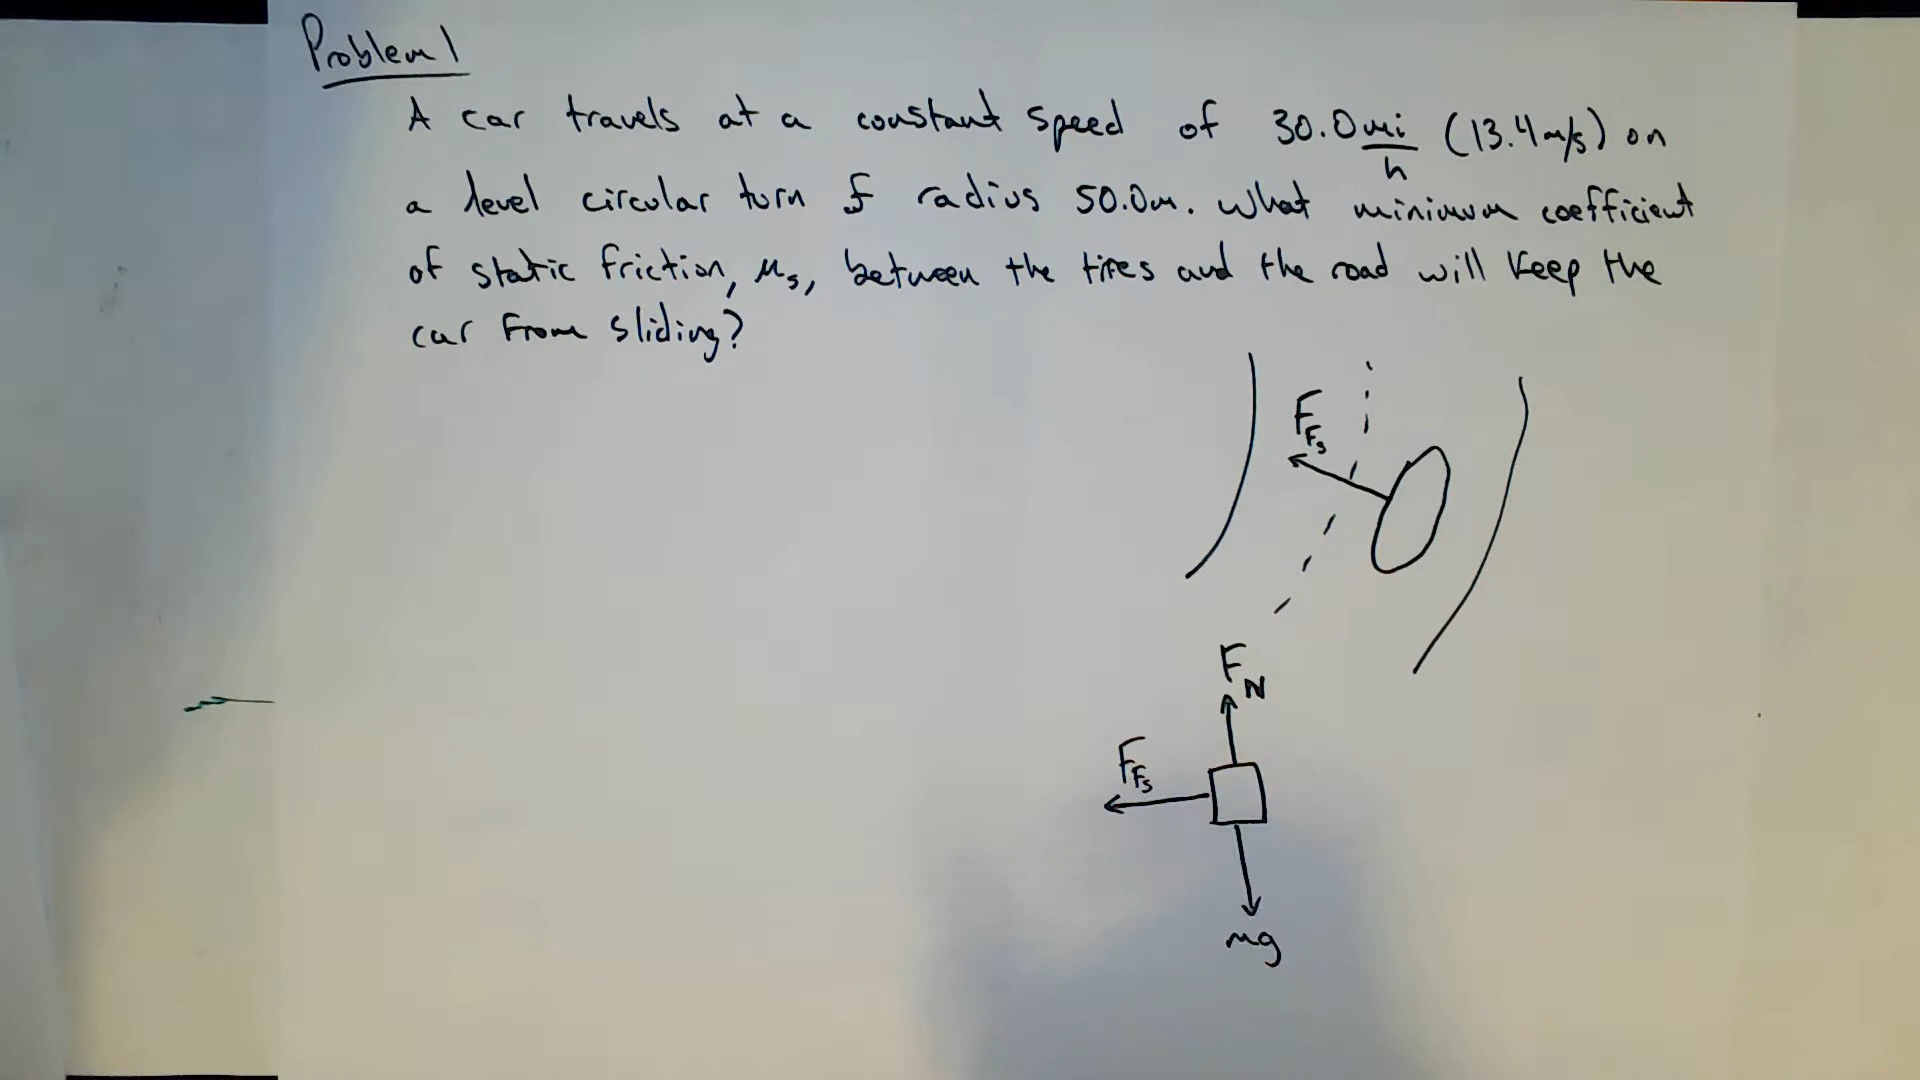 Problem 1
A car travels at a constant speed of 30.0 mi/h (13.4 m/s) on
a level circular turn of radius 50.0m. What minimum coefficient
of static friction, μs, between the tires and the road will keep the
car from sliding?
F_Fs
F_N
F_Fs
mg